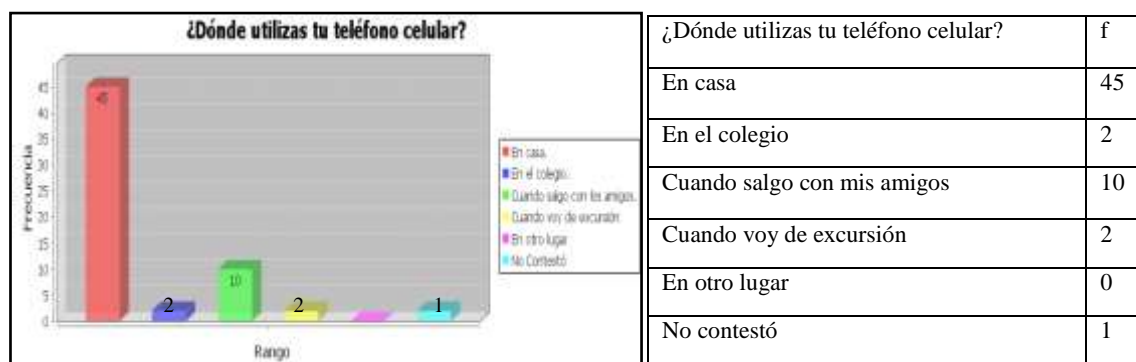 ¿Dónde utilizas tu teléfono celular?
45
40
35
30
25
20
15
10
5
0
Frecuencia
45
2
10
2
1
Rango
En casa.
En el colegio.
Cuando salgo con los amigos.
Cuando voy de excursión
En otro lugar
No Contestó
¿Dónde utilizas tu teléfono celular? f
En casa 45
En el colegio 2
Cuando salgo con mis amigos 10
Cuando voy de excursión 2
En otro lugar 0
No contestó 1